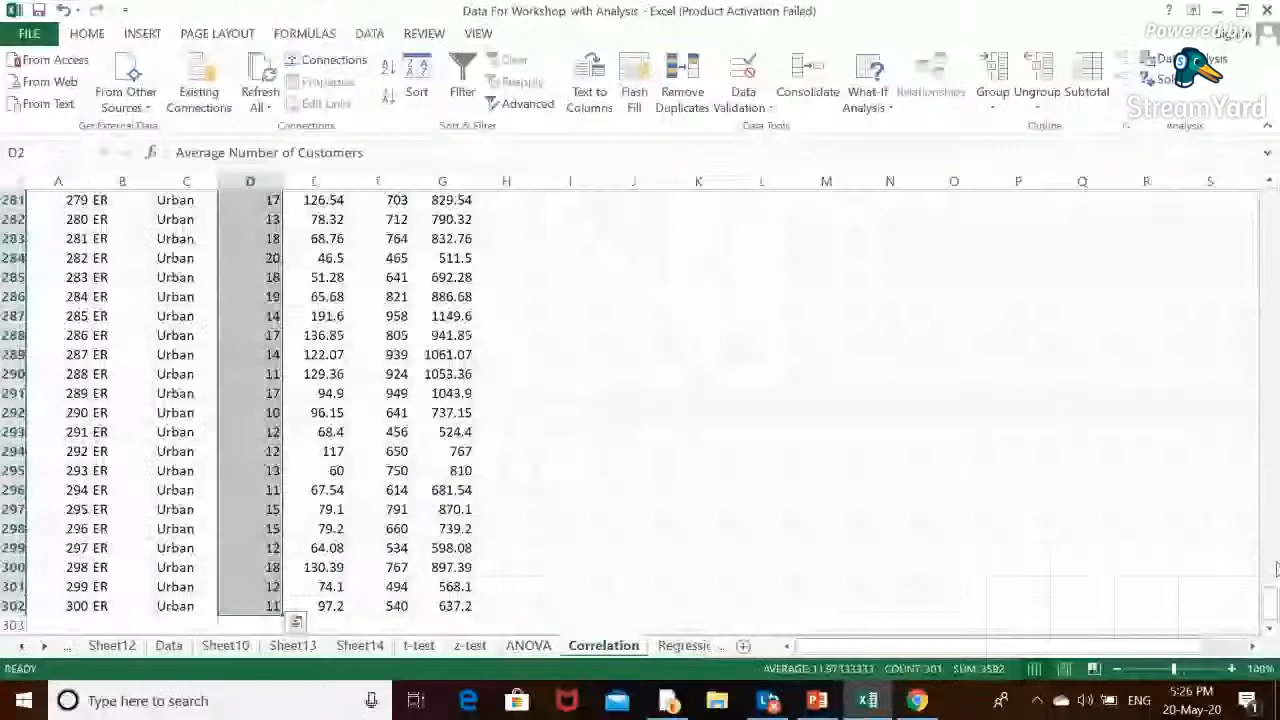 Data For Workshop with Analysis - Excel (Product Activation Failed)
Powered by
StreamYard
FILE HOME INSERT PAGE LAYOUT FORMULAS DATA REVIEW VIEW
From Access
From Web
From Text
From Other Sources
Existing Connections
Refresh All
Connections
Properties
Edit Links
Sort
Filter
Clear
Reapply
Advanced
Text to Columns
Flash Fill
Remove Duplicates
Data Validation
Consolidate
What-If Analysis
Relationships
Group
Ungroup
Subtotal
Get External Data Connections Sort & Filter Data Tools Outline Analysis
D2 fx Average Number of Customers
A B C D E F G H I J K L M N O P Q R S
281 279 ER Urban 17 126.54 703 829.54
282 280 ER Urban 13 78.32 712 790.32
283 281 ER Urban 18 68.76 764 832.76
284 282 ER Urban 20 46.5 465 511.5
285 283 ER Urban 18 51.28 641 692.28
286 284 ER Urban 19 65.68 821 886.68
287 285 ER Urban 14 191.6 958 1149.6
288 286 ER Urban 17 136.85 805 941.85
289 287 ER Urban 14 122.07 939 1061.07
290 288 ER Urban 11 129.36 924 1053.36
291 289 ER Urban 17 94.9 949 1043.9
292 290 ER Urban 10 96.15 641 737.15
293 291 ER Urban 12 68.4 456 524.4
294 292 ER Urban 12 117 650 767
295 293 ER Urban 13 60 750 810
296 294 ER Urban 11 67.54 614 681.54
297 295 ER Urban 15 79.1 791 870.1
298 296 ER Urban 15 79.2 660 739.2
299 297 ER Urban 12 64.08 534 598.08
300 298 ER Urban 18 130.39 767 897.39
301 299 ER Urban 12 74.1 494 568.1
302 300 ER Urban 11 97.2 540 637.2
303
... Sheet12 Data Sheet10 Sheet13 Sheet14 t-test z-test ANOVA Correlation Regressic ...
READY AVERAGE: 11.97333333 COUNT: 301 SUM: 3592 100%
Type here to search
ENG
5:26 PM
20-May-20